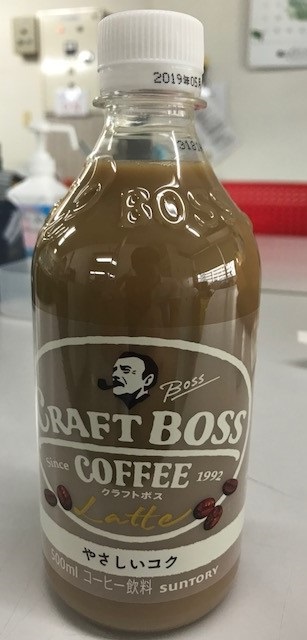 2019年05
BOSS
Boss
CRAFT BOSS
Since COFFEE 1992
クラフトボス
Latte
やさしいコク
500ml コーヒー飲料 SUNTORY